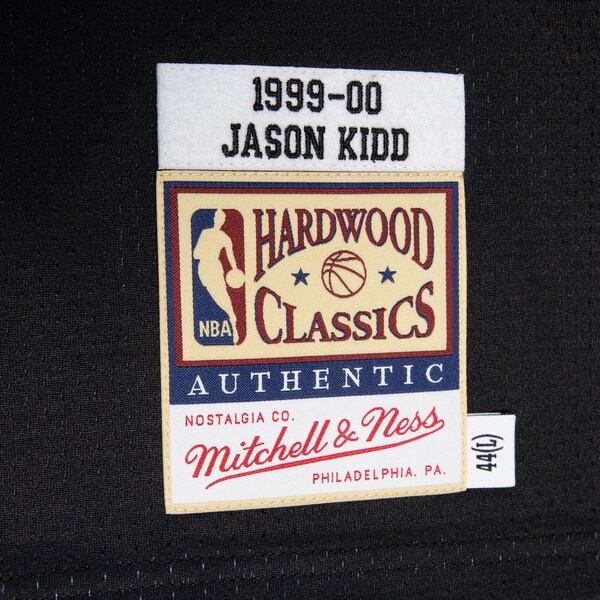 1999-00
JASON KIDD
HARDWOOD
CLASSICS
NBA
AUTHENTIC
NOSTALGIA CO.
Mitchell & Ness
PHILADELPHIA. PA.
44(L)